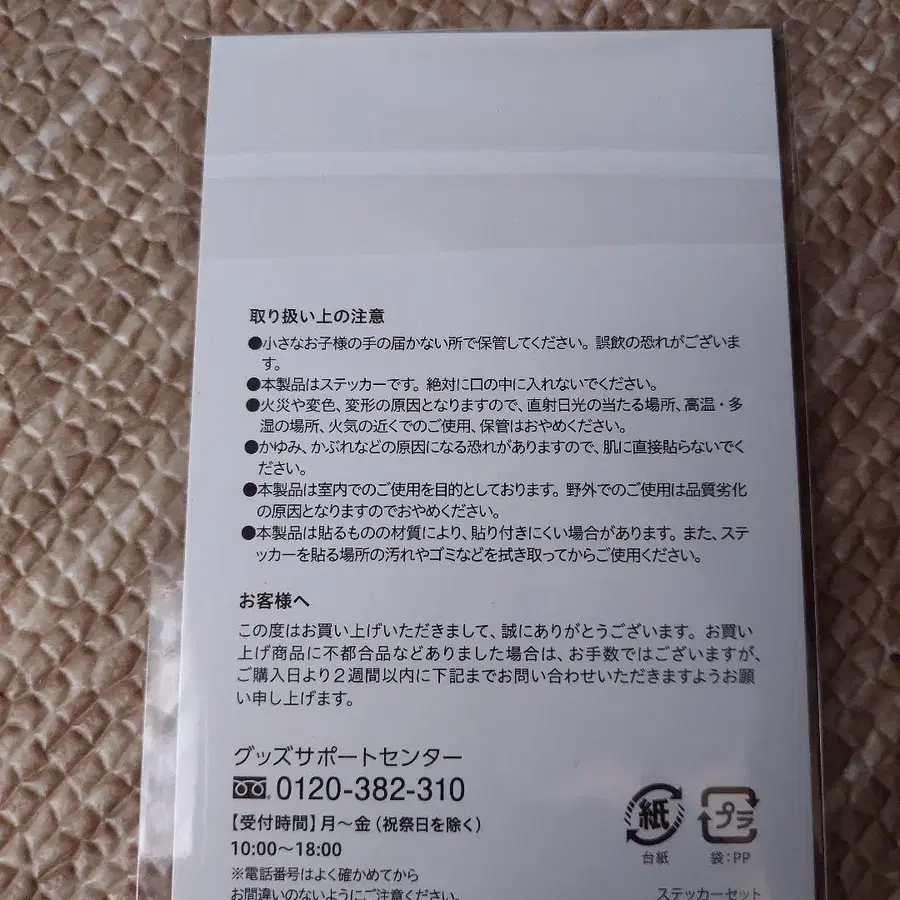 取り扱い上の注意
●小さなお子様の手の届かない所で保管してください。誤飲の恐れがございま
す。
●本製品はステッカーです。絶対に口の中に入れないでください。
●火災や変色、変形の原因となりますので、直射日光の当たる場所、高温・多
湿の場所、火気の近くでのご使用、保管はおやめください。
●かゆみ、かぶれなどの原因になる恐れがありますので、肌に直接貼らないでく
ださい。
●本製品は室内でのご使用を目的としております。野外でのご使用は品質劣化
の原因となりますのでおやめください。
●本製品は貼るものの材質により、貼り付きにくい場合があります。また、ステ
ッカーを貼る場所の汚れやゴミなどを拭き取ってからご使用ください。
お客様へ
この度はお買い上げいただきまして、誠にありがとうございます。お買い
上げ商品に不都合品などありました場合は、お手数ではございますが、
ご購入日より2週間以内に下記までお問い合わせいただきますようお願
い申し上げます。
グッズサポートセンター
0120-382-310
【受付時間】月〜金（祝祭日を除く）
10:00〜18:00
※電話番号はよく確かめてから
お間違いのないようにご注意ください。
紙
台紙
プラ
袋:PP
ステッカーセット